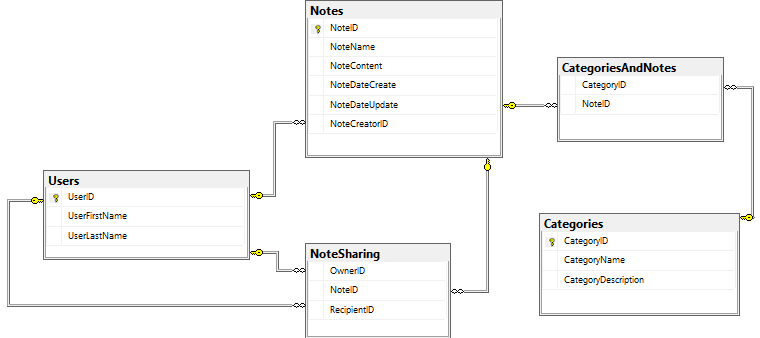 Notes
NoteID
NoteName
NoteContent
NoteDateCreate
NoteDateUpdate
NoteCreatorID
CategoriesAndNotes
CategoryID
NoteID
Users
UserID
UserFirstName
UserLastName
Categories
CategoryID
CategoryName
CategoryDescription
NoteSharing
OwnerID
NoteID
RecipientID